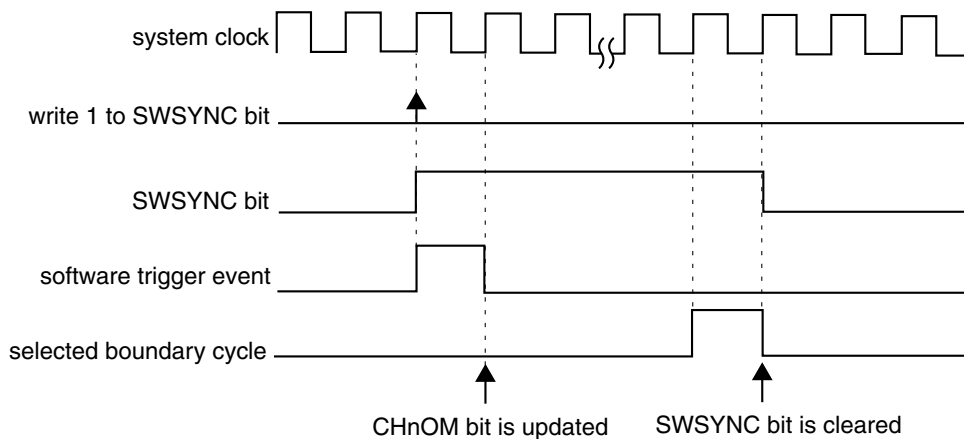 system clock
write 1 to SWSYNC bit
SWSYNC bit
software trigger event
selected boundary cycle
CHnOM bit is updated
SWSYNC bit is cleared